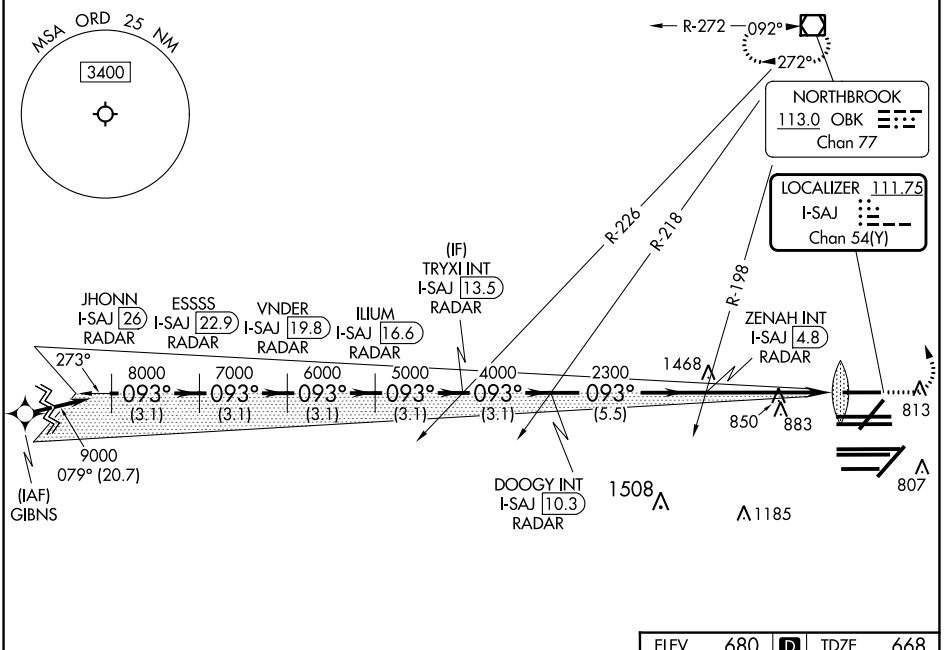 MSA ORD 25 NM
3400
R-272
092°
272°
NORTHBROOK
113.0 OBK
Chan 77
LOCALIZER 111.75
I-SAJ
Chan 54(Y)
R-226
R-218
R-198
(IF)
TRYXI INT
I-SAJ 13.5
RADAR
JHONN
I-SAJ 26
RADAR
ESSSS
I-SAJ 22.9
RADAR
VNDER
I-SAJ 19.8
RADAR
ILIUM
I-SAJ 16.6
RADAR
ZENAH INT
I-SAJ 4.8
RADAR
273°
8000
093°
(3.1)
7000
093°
(3.1)
6000
093°
(3.1)
5000
093°
(3.1)
4000
093°
(3.1)
2300
093°
(5.5)
1468
850
883
813
807
9000
079° (20.7)
(IAF)
GIBNS
DOOGY INT
I-SAJ 10.3
RADAR
1508
1185
ELEV 680 D TDZE 668